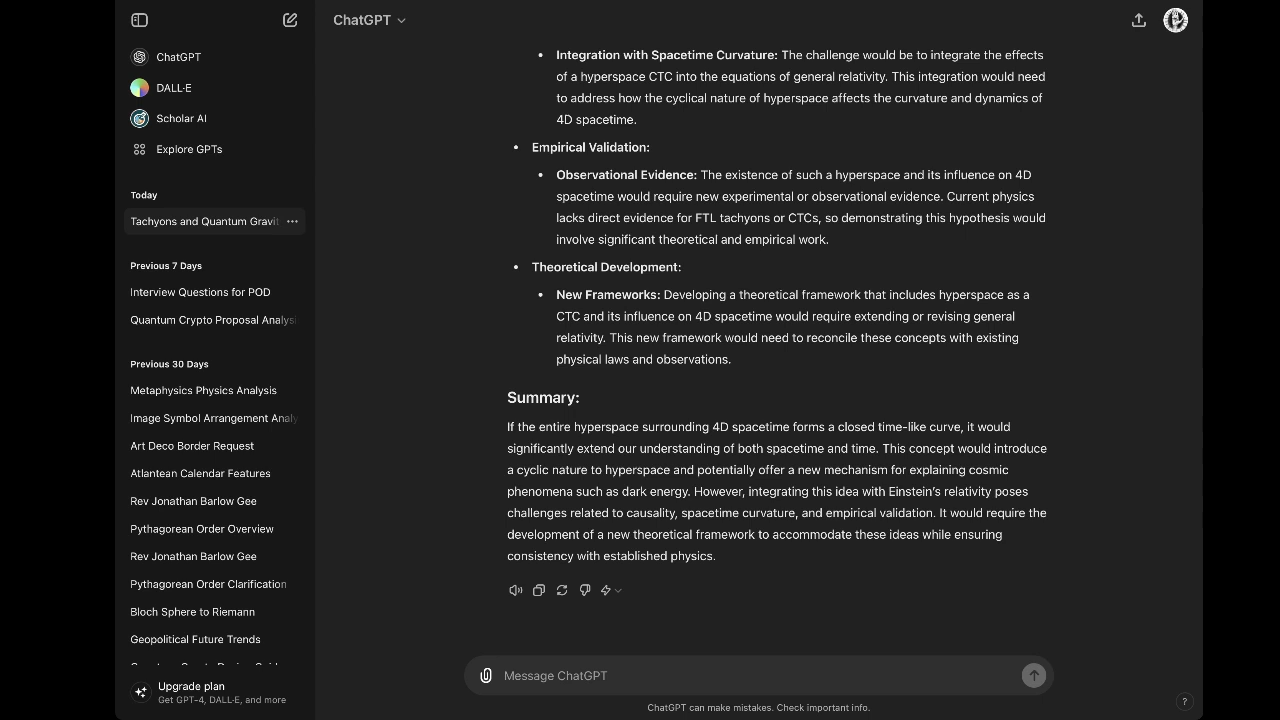 ChatGPT
DALL·E
Scholar AI
Explore GPTs
Today
Tachyons and Quantum Gravit
Previous 7 Days
Interview Questions for POD
Quantum Crypto Proposal Analysi
Previous 30 Days
Metaphysics Physics Analysis
Image Symbol Arrangement Analy
Art Deco Border Request
Atlantean Calendar Features
Rev Jonathan Barlow Gee
Pythagorean Order Overview
Rev Jonathan Barlow Gee
Pythagorean Order Clarification
Bloch Sphere to Riemann
Geopolitical Future Trends
Upgrade plan
Get GPT-4, DALL·E, and more
ChatGPT
• Integration with Spacetime Curvature: The challenge would be to integrate the effects
of a hyperspace CTC into the equations of general relativity. This integration would need
to address how the cyclical nature of hyperspace affects the curvature and dynamics of
4D spacetime.
• Empirical Validation:
• Observational Evidence: The existence of such a hyperspace and its influence on 4D
spacetime would require new experimental or observational evidence. Current physics
lacks direct evidence for FTL tachyons or CTCs, so demonstrating this hypothesis would
involve significant theoretical and empirical work.
• Theoretical Development:
• New Frameworks: Developing a theoretical framework that includes hyperspace as a
CTC and its influence on 4D spacetime would require extending or revising general
relativity. This new framework would need to reconcile these concepts with existing
physical laws and observations.
Summary:
If the entire hyperspace surrounding 4D spacetime forms a closed time-like curve, it would
significantly extend our understanding of both spacetime and time. This concept would introduce
a cyclic nature to hyperspace and potentially offer a new mechanism for explaining cosmic
phenomena such as dark energy. However, integrating this idea with Einstein's relativity poses
challenges related to causality, spacetime curvature, and empirical validation. It would require the
development of a new theoretical framework to accommodate these ideas while ensuring
consistency with established physics.
Message ChatGPT
ChatGPT can make mistakes. Check important info.
?